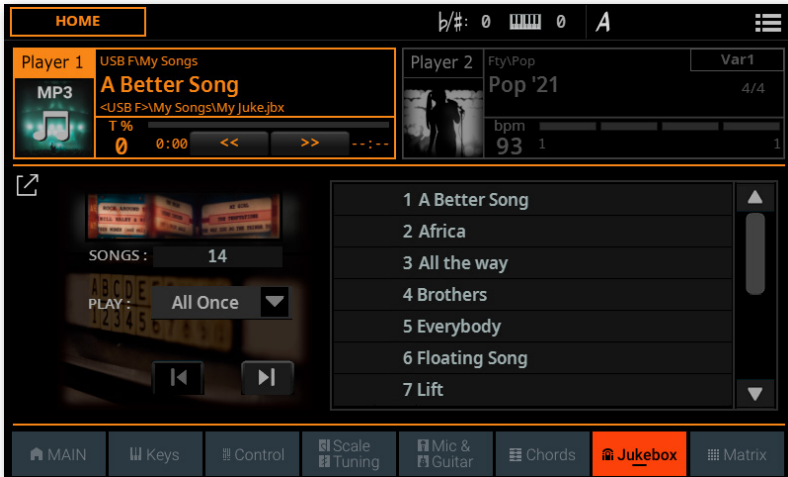 HOME
♭/#: 0
0
A
Player 1
USB F\My Songs
MP3
A Better Song
<USB F>\My Songs\My Juke.jbx
T %
0
0:00
<<
>>
--:--
Player 2
Fty\Pop
Var1
Pop '21
4/4
bpm
93
1
1
SONGS :
14
PLAY :
All Once
1 A Better Song
2 Africa
3 All the way
4 Brothers
5 Everybody
6 Floating Song
7 Lift
MAIN
Keys
Control
Scale
Tuning
Mic &
Guitar
Chords
Jukebox
Matrix